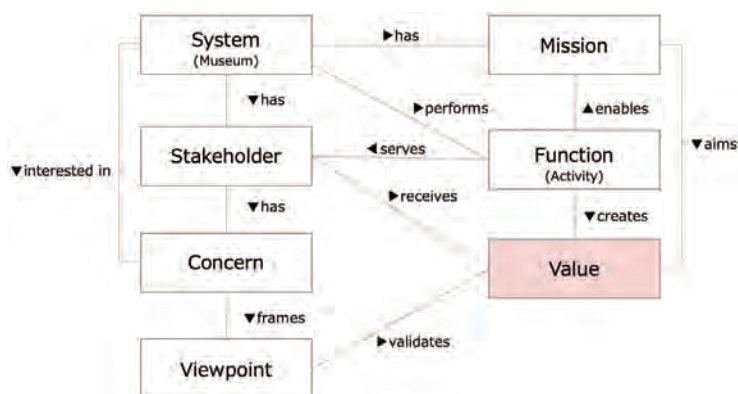 System
(Museum)
▶has
Mission
▼has
▶performs
▲enables
Stakeholder
◀serves
Function
(Activity)
▼interested in
▼aims
▼has
▶receives
▼creates
Concern
Value
▼frames
▶validates
Viewpoint